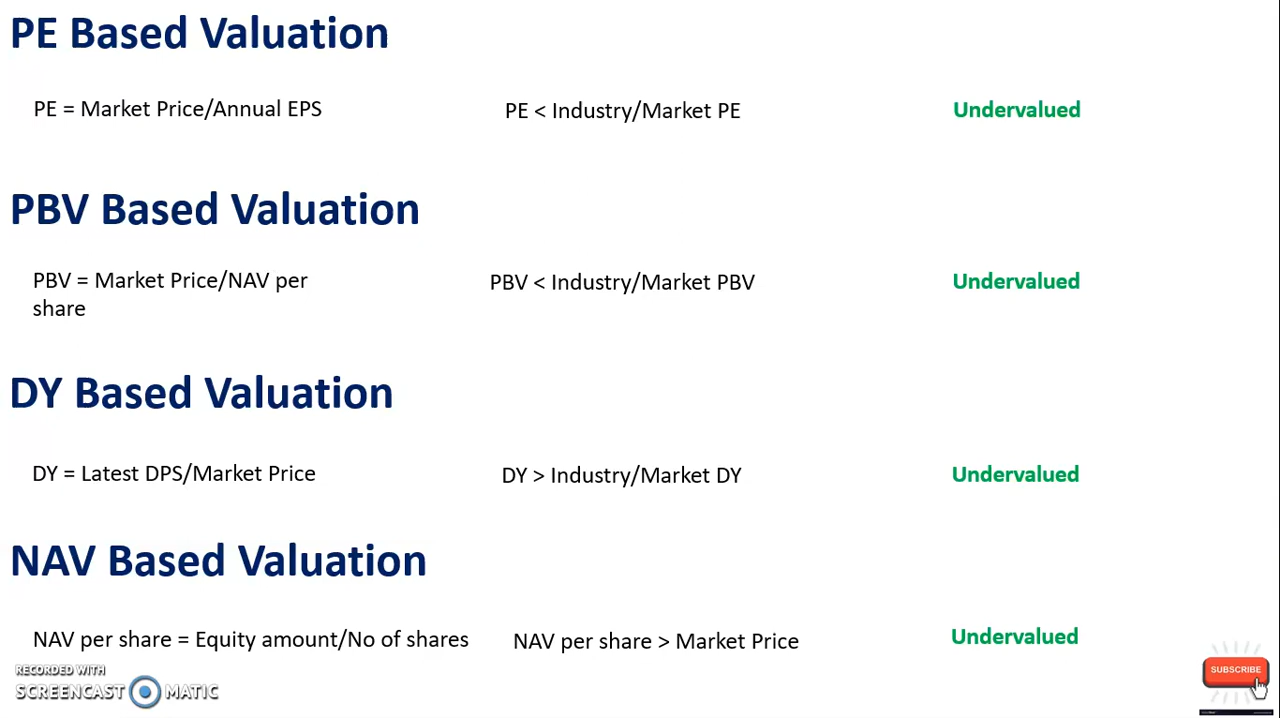 PE Based Valuation
PE = Market Price/Annual EPS
PE < Industry/Market PE
Undervalued
PBV Based Valuation
PBV = Market Price/NAV per
share
PBV < Industry/Market PBV
Undervalued
DY Based Valuation
DY = Latest DPS/Market Price
DY > Industry/Market DY
Undervalued
NAV Based Valuation
NAV per share = Equity amount/No of shares
NAV per share > Market Price
Undervalued
RECORDED WITH
SCREENCAST MATIC
SUBSCRIBE